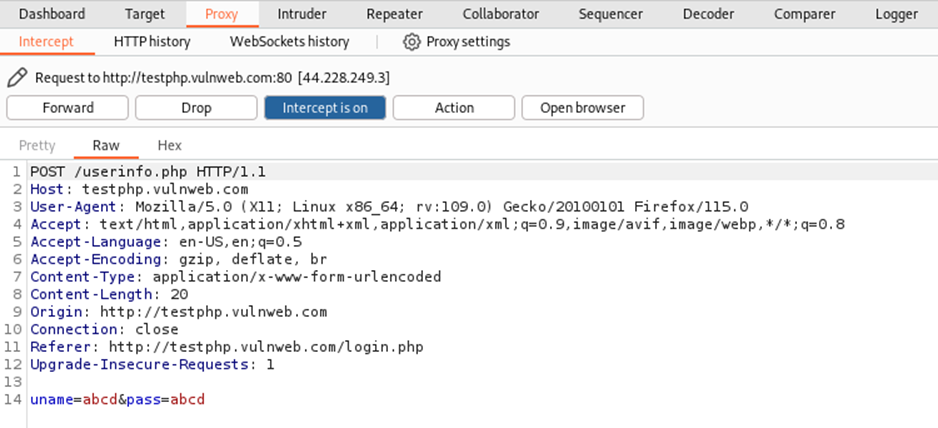 Dashboard Target Proxy Intruder Repeater Collaborator Sequencer Decoder Comparer Logger
Intercept HTTP history WebSockets history Proxy settings
Request to http://testphp.vulnweb.com:80 [44.228.249.3]
Forward Drop Intercept is on Action Open browser
Pretty Raw Hex
1 POST /userinfo.php HTTP/1.1
2 Host: testphp.vulnweb.com
3 User-Agent: Mozilla/5.0 (X11; Linux x86_64; rv:109.0) Gecko/20100101 Firefox/115.0
4 Accept: text/html,application/xhtml+xml,application/xml;q=0.9,image/avif,image/webp,*/*;q=0.8
5 Accept-Language: en-US,en;q=0.5
6 Accept-Encoding: gzip, deflate, br
7 Content-Type: application/x-www-form-urlencoded
8 Content-Length: 20
9 Origin: http://testphp.vulnweb.com
10 Connection: close
11 Referer: http://testphp.vulnweb.com/login.php
12 Upgrade-Insecure-Requests: 1
13
14 uname=abcd&pass=abcd